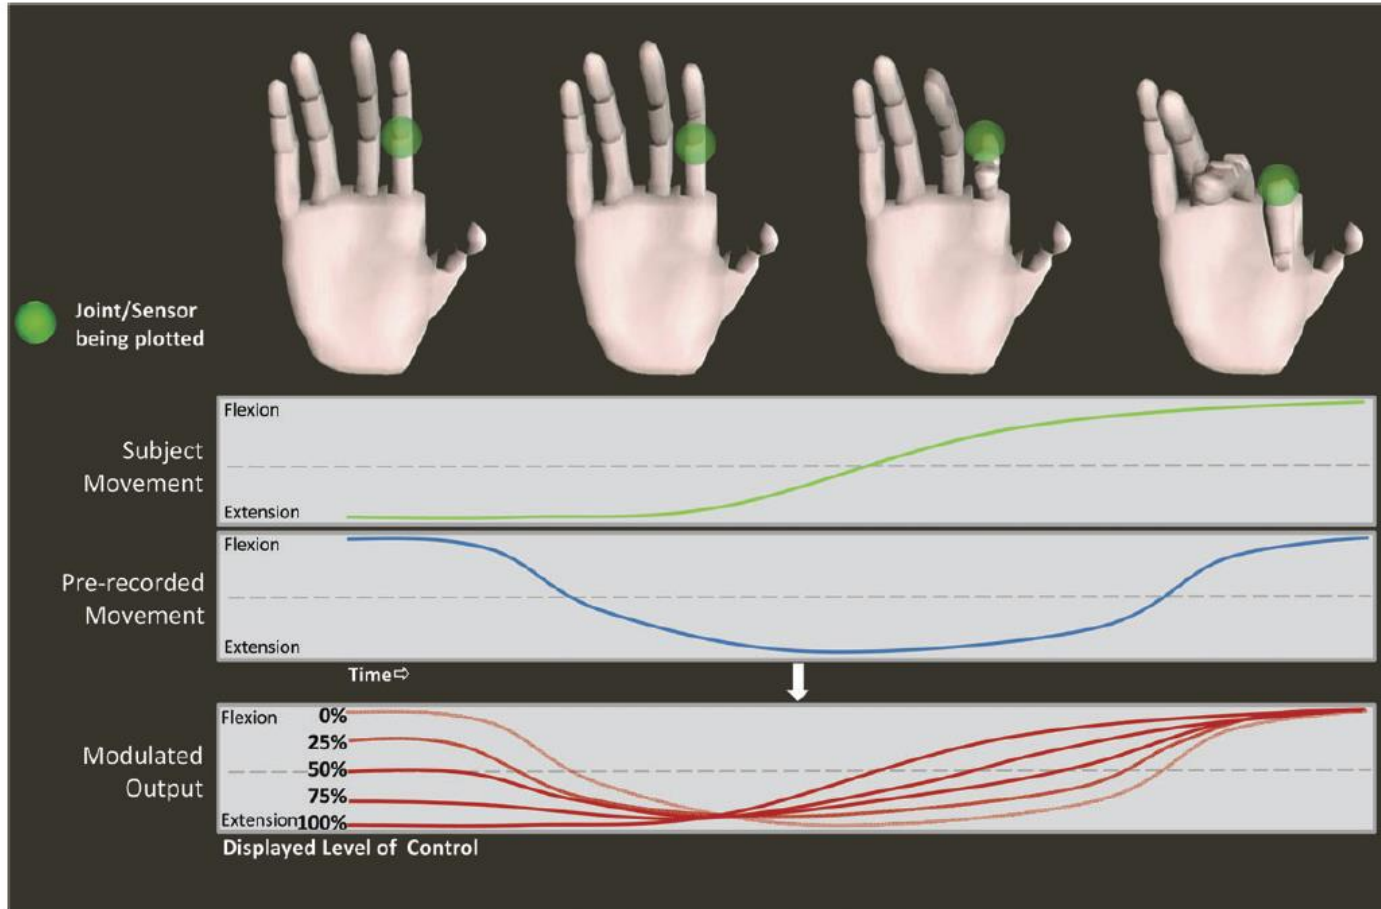 Joint/Sensor
being plotted
Flexion
Subject
Movement
Extension
Flexion
Pre-recorded
Movement
Extension
Time⇨
Flexion
0%
25%
Modulated
Output
50%
75%
Extension
100%
Displayed Level of Control